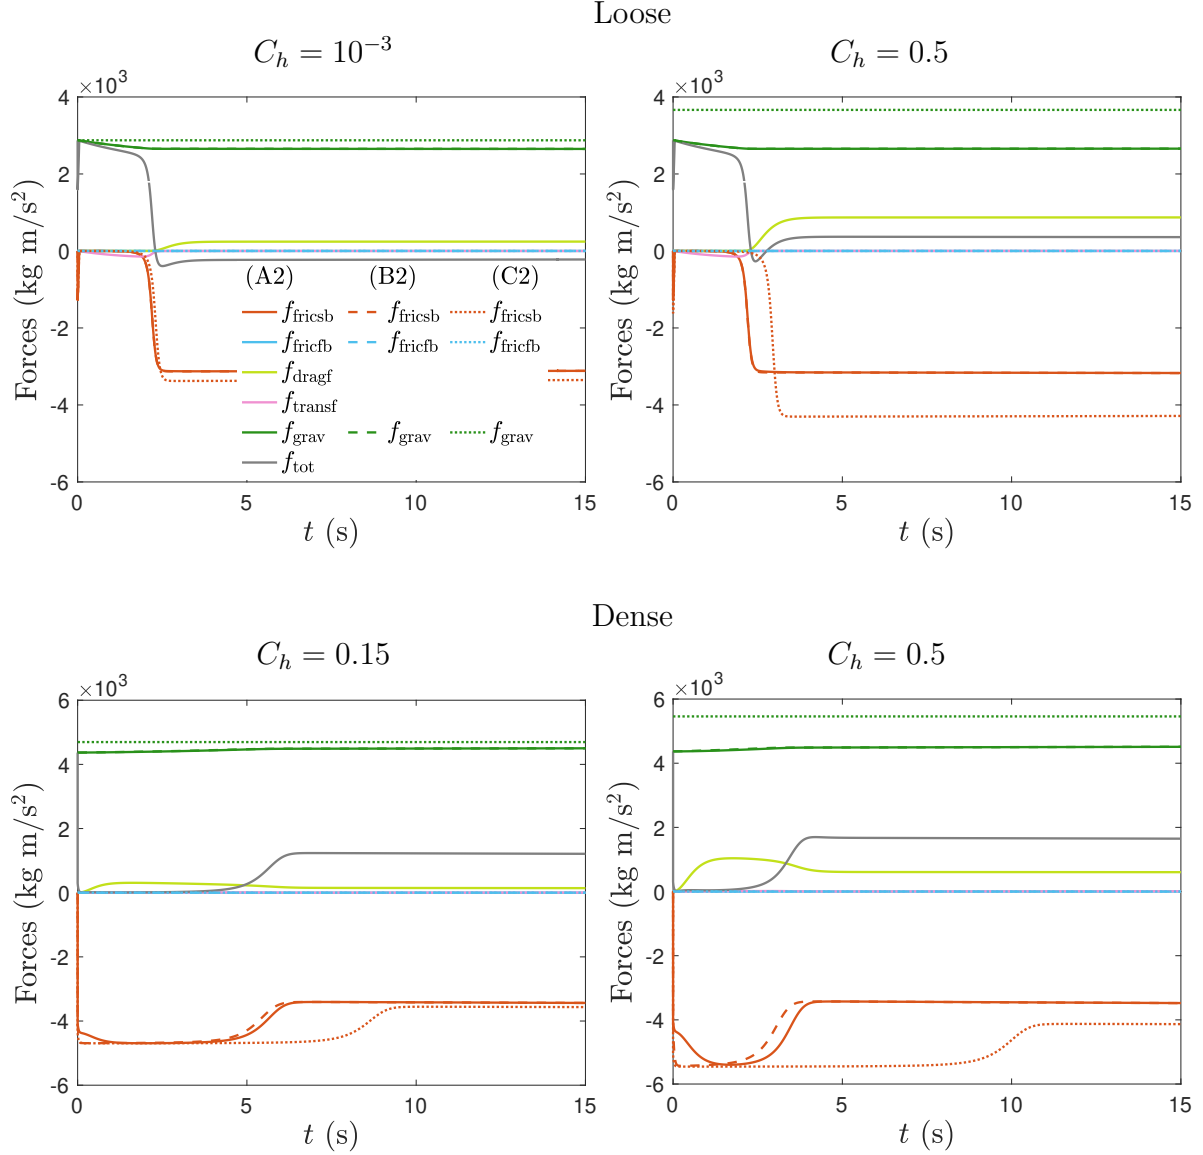 Loose
C_h = 10^{-3}
C_h = 0.5
×10^3
×10^3
4
2
0
-2
-4
-6
Forces (kg m/s^2)
(A2) (B2) (C2)
f_fricsb f_fricsb f_fricsb
f_fricfb f_fricfb f_fricfb
f_dragf
f_transf
f_grav f_grav f_grav
f_tot
0 5 10 15
t (s)
4
2
0
-2
-4
-6
Forces (kg m/s^2)
0 5 10 15
t (s)
Dense
C_h = 0.15
C_h = 0.5
×10^3
×10^3
6
4
2
0
-2
-4
-6
Forces (kg m/s^2)
0 5 10 15
t (s)
6
4
2
0
-2
-4
-6
Forces (kg m/s^2)
0 5 10 15
t (s)